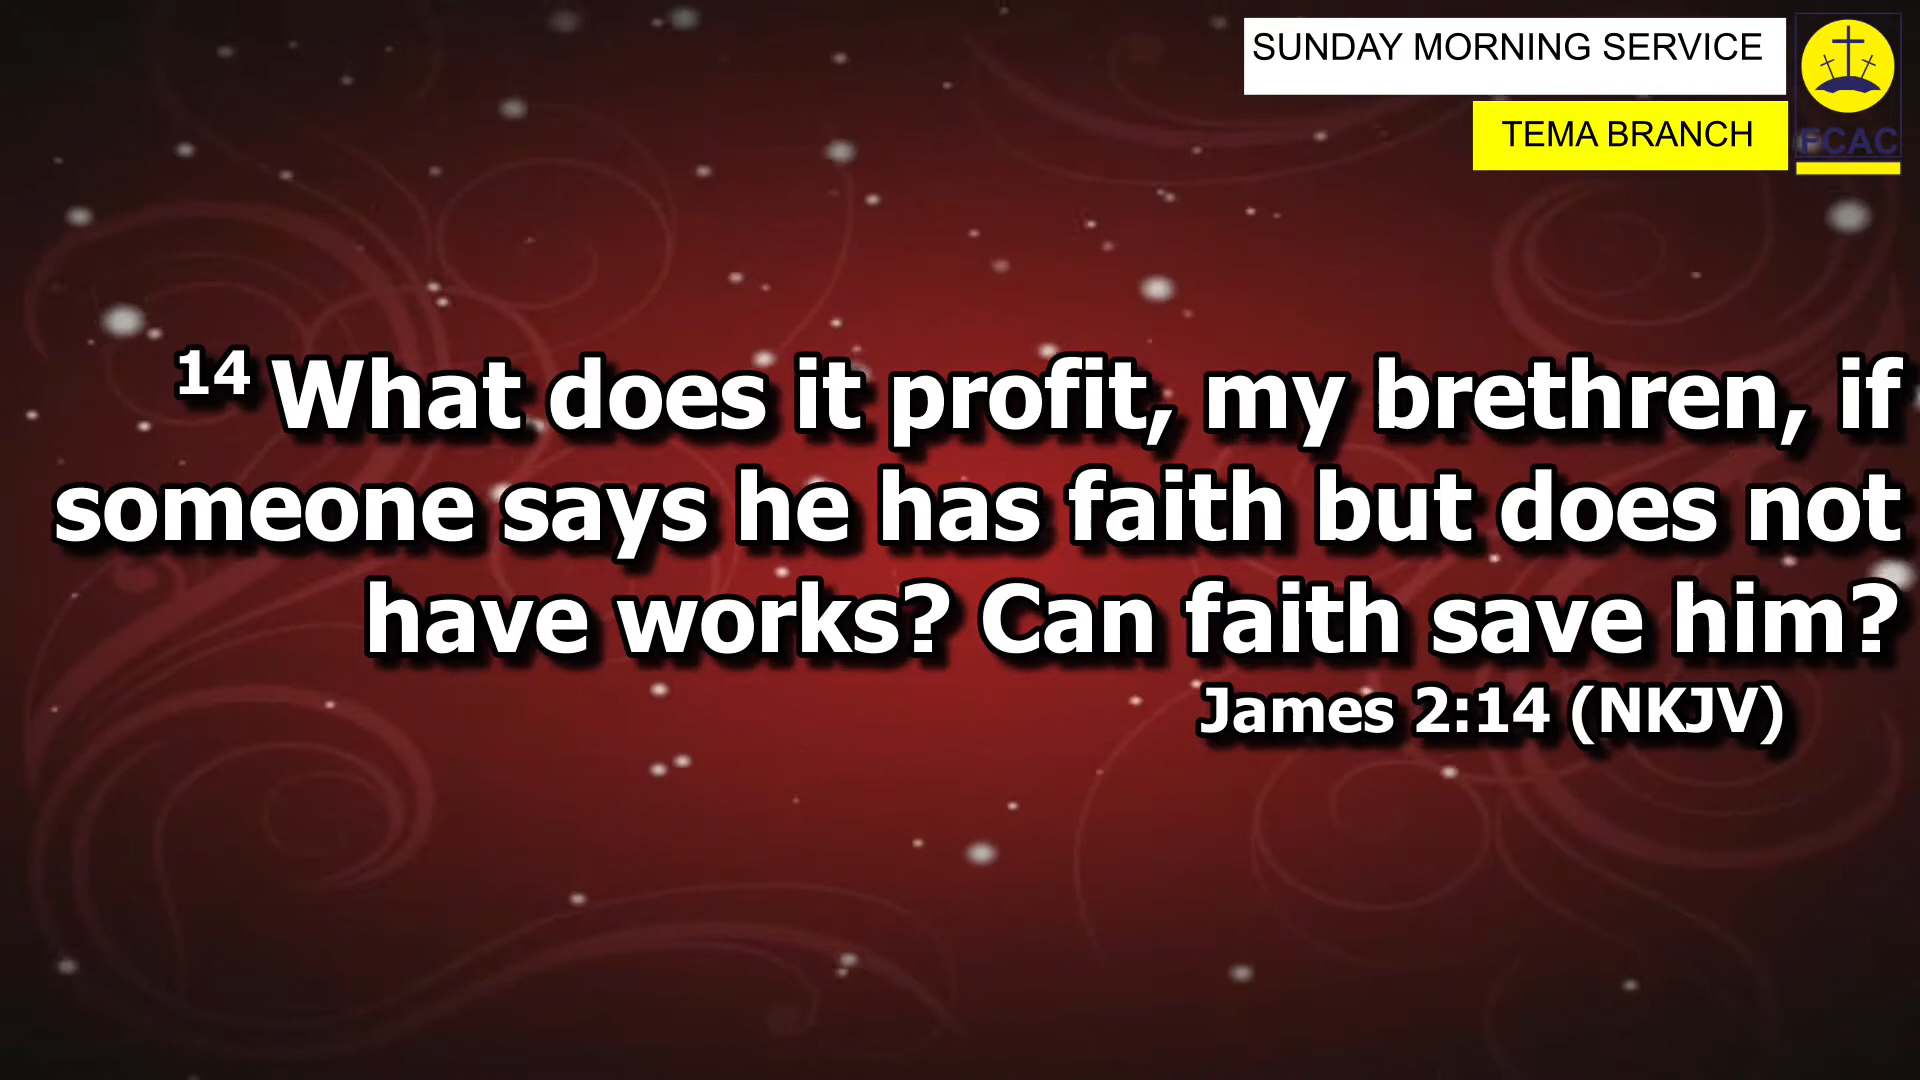 SUNDAY MORNING SERVICE
TEMA BRANCH
FCAC
14 What does it profit, my brethren, if
someone says he has faith but does not
have works? Can faith save him?
James 2:14 (NKJV)